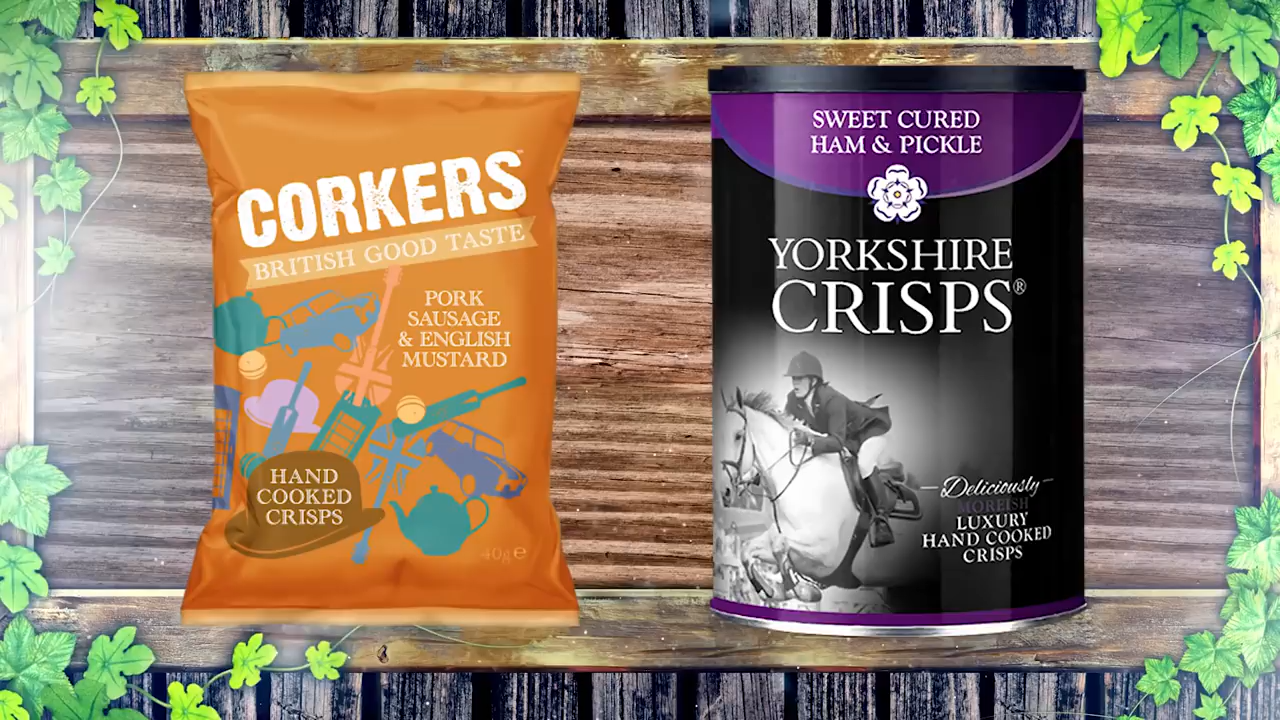 CORKERS™
BRITISH GOOD TASTE
PORK
SAUSAGE
& ENGLISH
MUSTARD
HAND
COOKED
CRISPS
40g e
SWEET CURED
HAM & PICKLE
YORKSHIRE
CRISPS®
Deliciously
MOREISH
LUXURY
HAND COOKED
CRISPS